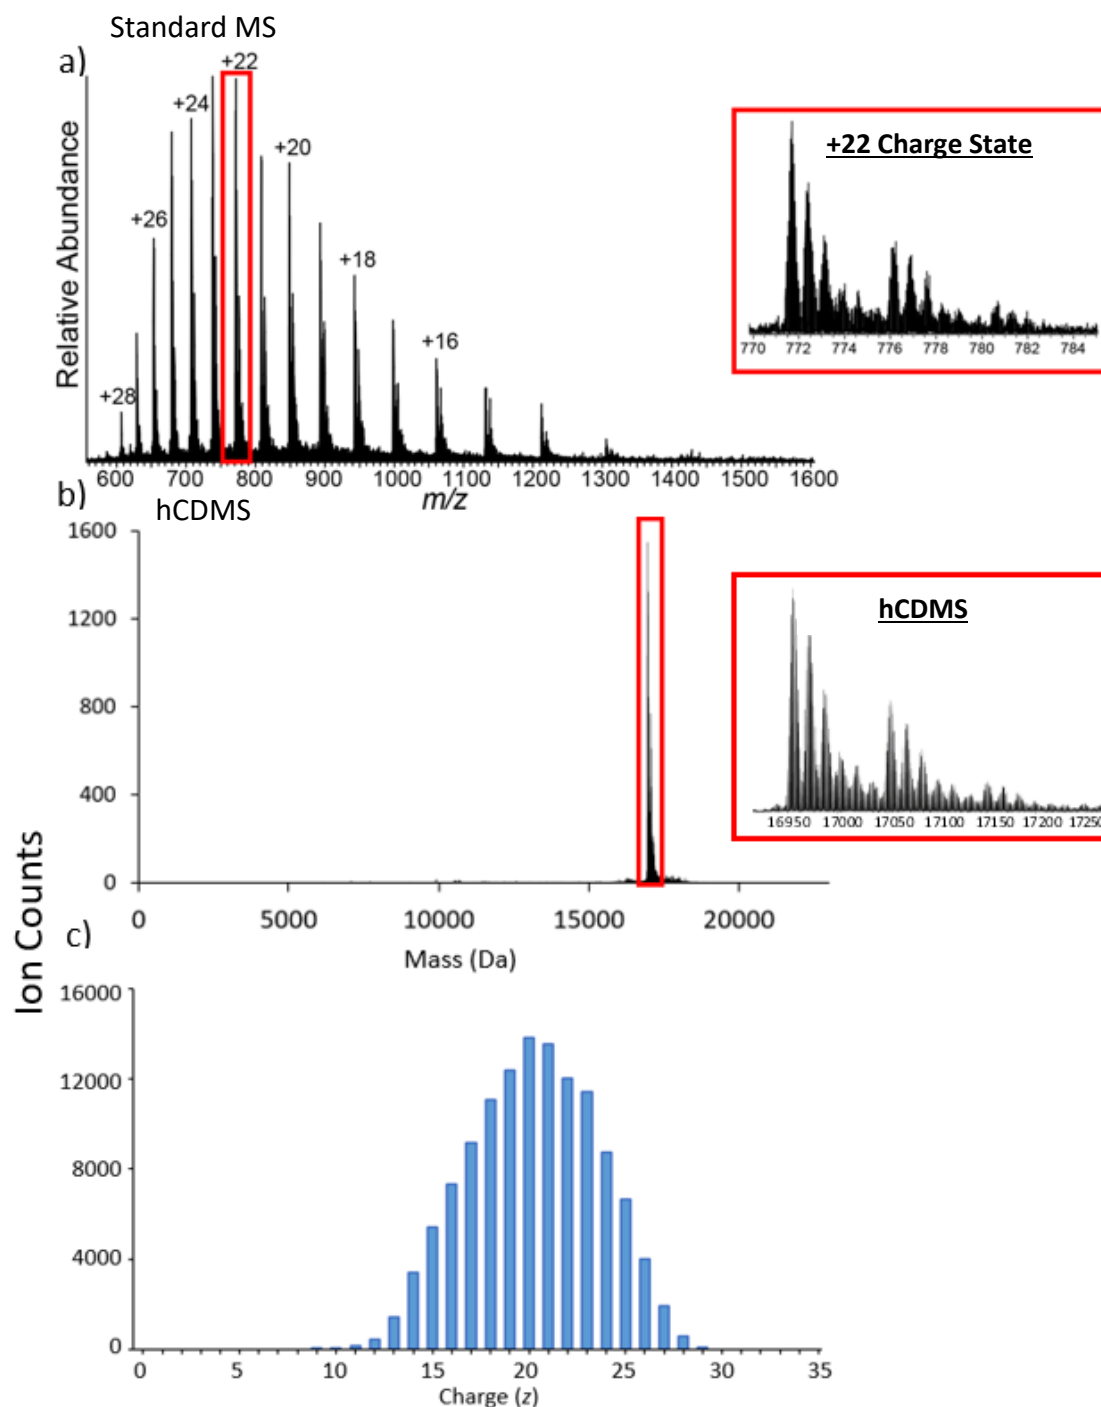 Standard MS
a)
+22
+24
+20
+26
+18
+16
+28
Relative Abundance
600 700 800 900 1000 1100 1200 1300 1400 1500 1600
m/z
+22 Charge State
770 772 774 776 778 780 782 784
b)
hCDMS
1600
1200
800
400
0
0 5000 10000 15000 20000
Mass (Da)
hCDMS
16950 17000 17050 17100 17150 17200 17250
Ion Counts
c)
16000
12000
8000
4000
0
0 5 10 15 20 25 30 35
Charge (z)